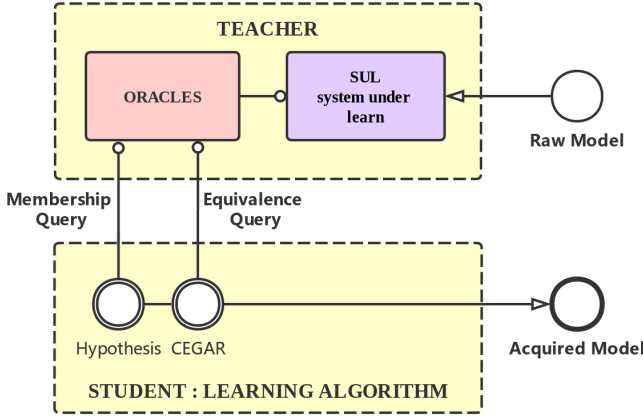 TEACHER
ORACLES
SUL
system under
learn
Raw Model
Membership
Query
Equivalence
Query
Hypothesis
CEGAR
Acquired Model
STUDENT : LEARNING ALGORITHM